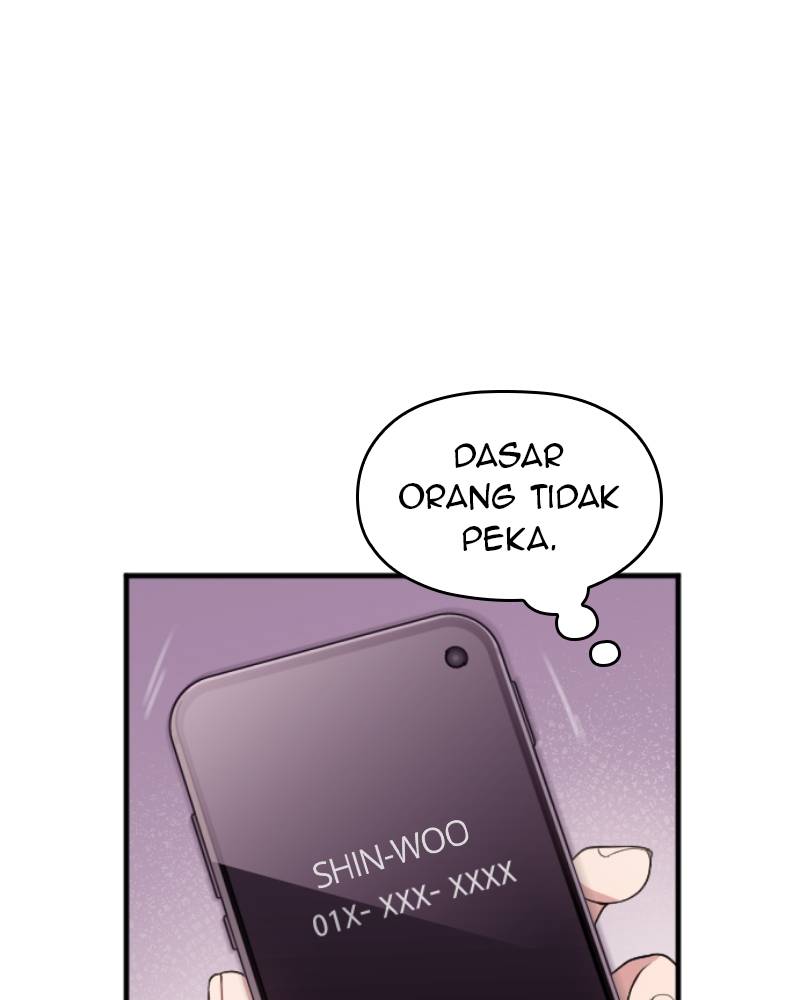 DASAR
ORANG TIDAK
PEKA.
SHIN-WOO
01X- XXX- XXXX